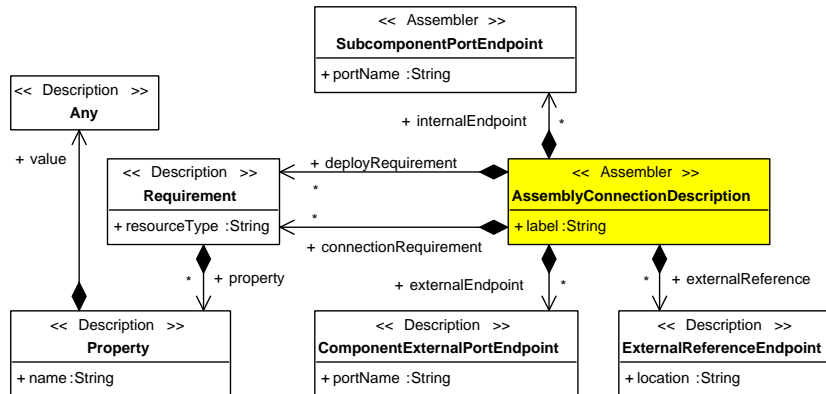 << Assembler >>
SubcomponentPortEndpoint
+ portName :String
<< Description >>
Any
+ internalEndpoint
*
+ value
+ deployRequirement
<< Description >>
Requirement
+ resourceType :String
*
*
<< Assembler >>
AssemblyConnectionDescription
+ label :String
+ connectionRequirement
* + property
+ externalEndpoint
*
* + externalReference
<< Description >>
Property
+ name :String
<< Description >>
ComponentExternalPortEndpoint
+ portName :String
<< Description >>
ExternalReferenceEndpoint
+ location :String